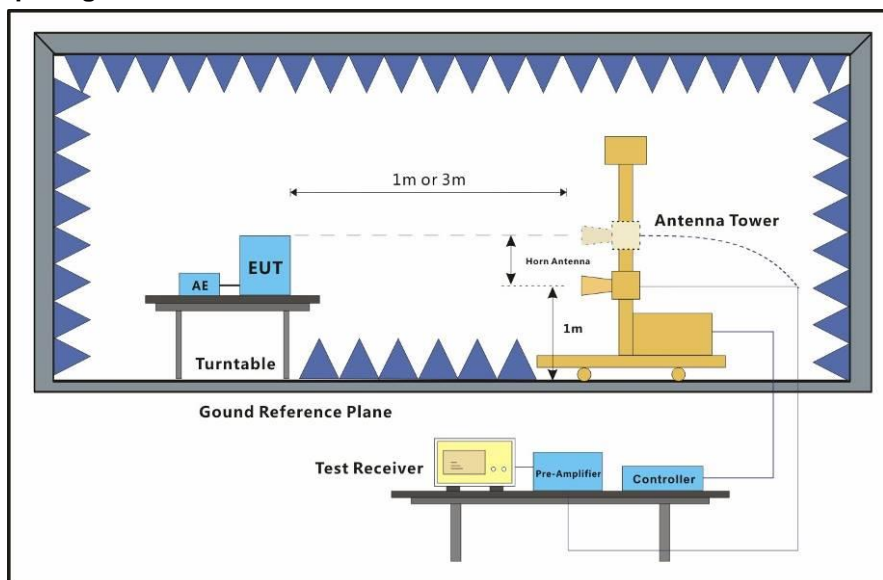 1m or 3m
Antenna Tower
Horn Antenna
EUT
AE
1m
Turntable
Gound Reference Plane
Test Receiver
Pre-Amplifier
Controller